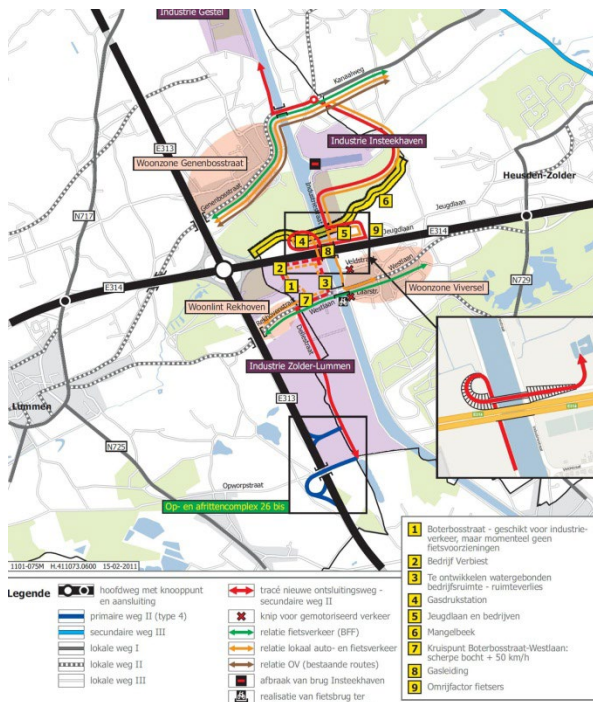 Industrie Gestel
Kanaalweg
E313
Woonzone Genenbosstraat
Industrie Insteekhaven
Genenbosstraat
Industriestraat
Heusden-Zolder
N717
6
Jeugdlaan
9
5
Jeugdlaan
E314
4
8
Veldstraat
Westlaan
2
1
3
Woonzone Viversel
N729
E314
Woonlint Rekhoven
7
Westlaan
Industrie Zolder-Lummen
E313
Lummen
N725
Opworpstraat
Op- en afrittencomplex 26 bis
1101-075M H.411073.0600 15-02-2011
Legende
hoofdweg met knooppunt
en aansluiting
primaire weg II (type 4)
secundaire weg III
lokale weg I
lokale weg II
lokale weg III
tracé nieuwe ontsluitingsweg -
secundaire weg II
knip voor gemotoriseerd verkeer
relatie fietsverkeer (BFF)
relatie lokaal auto- en fietsverkeer
relatie OV (bestaande routes)
afbraak van brug Insteekhaven
realisatie van fietsbrug ter
1 Boterbosstraat - geschikt voor industrie-
verkeer, maar momenteel geen
fietsvoorzieningen
2 Bedrijf Verbiest
3 Te ontwikkelen watergebonden
bedrijfsruimte - ruimteverlies
4 Gasdrukstation
5 Jeugdlaan en bedrijven
6 Mangelbeek
7 Kruispunt Boterbosstraat-Westlaan:
scherpe bocht + 50 km/h
8 Gasleiding
9 Omrijfactor fietsers